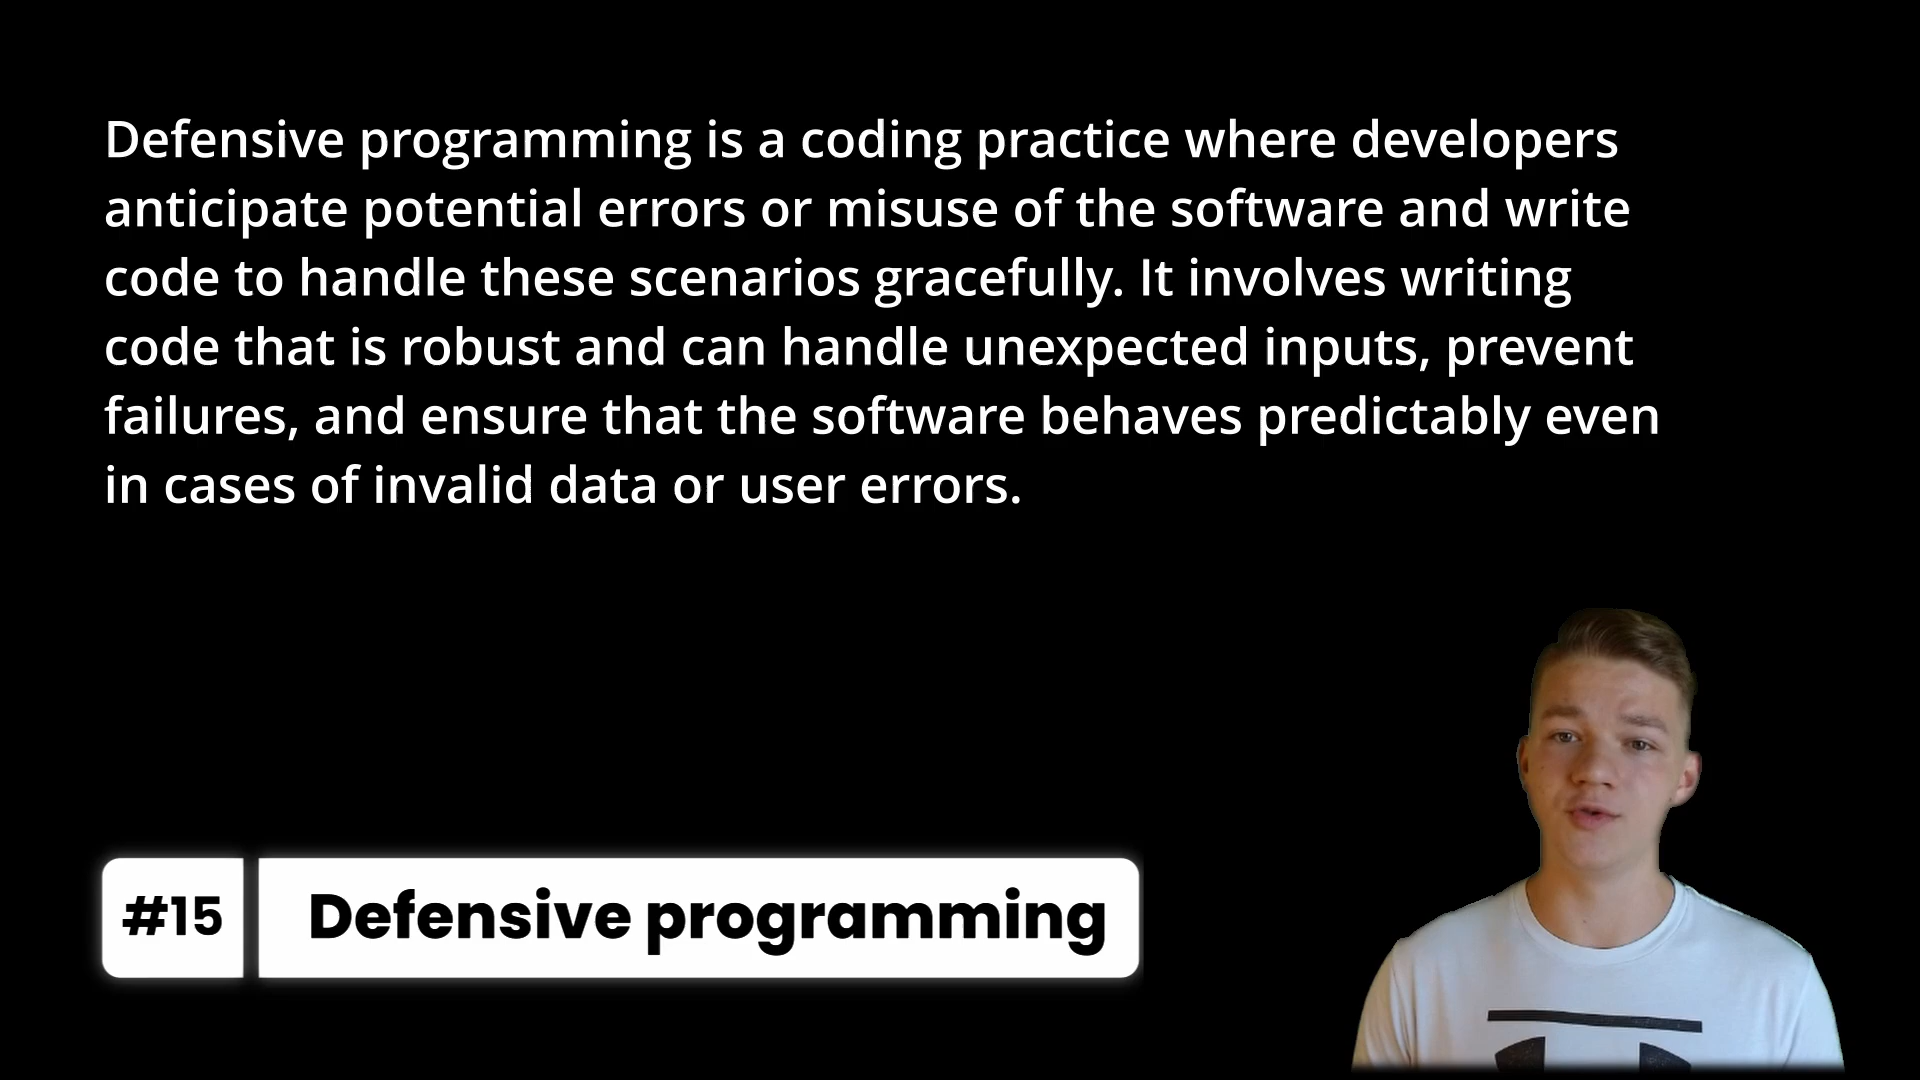 Defensive programming is a coding practice where developers
anticipate potential errors or misuse of the software and write
code to handle these scenarios gracefully. It involves writing
code that is robust and can handle unexpected inputs, prevent
failures, and ensure that the software behaves predictably even
in cases of invalid data or user errors.
#15 Defensive programming